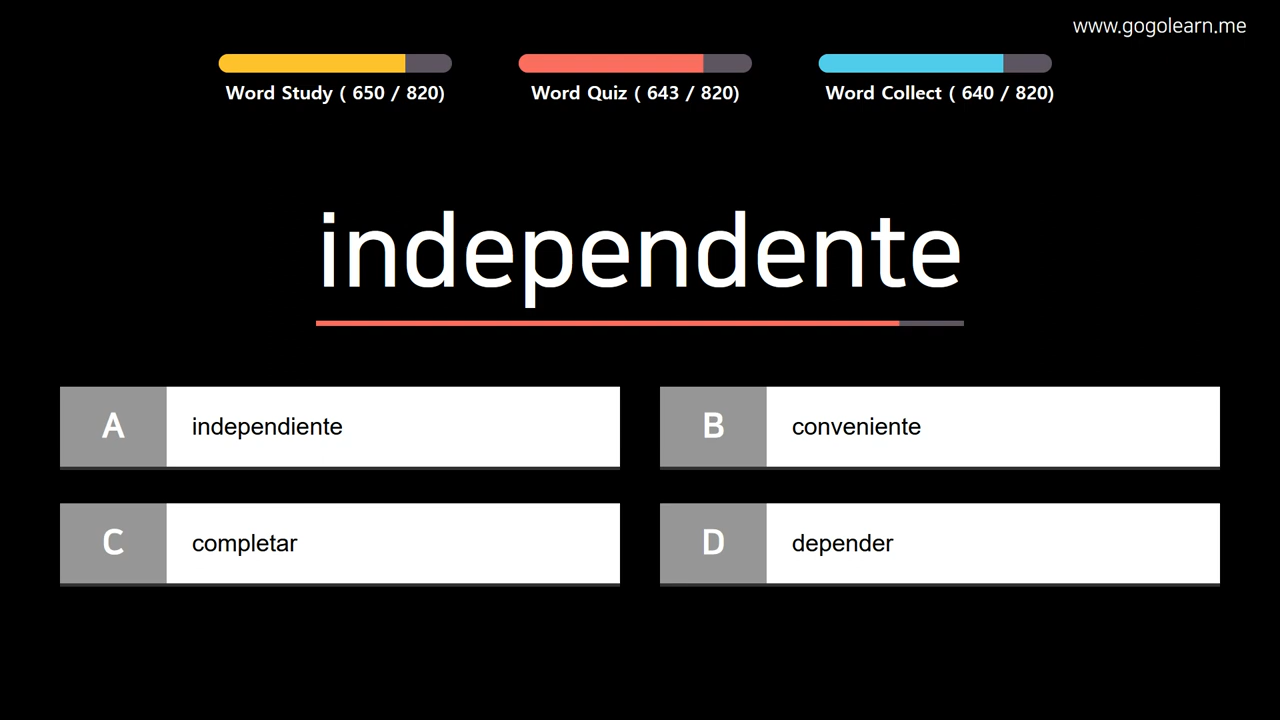 www.gogolearn.me
Word Study ( 650 / 820)
Word Quiz ( 643 / 820)
Word Collect ( 640 / 820)
independente
A independiente
B conveniente
C completar
D depender